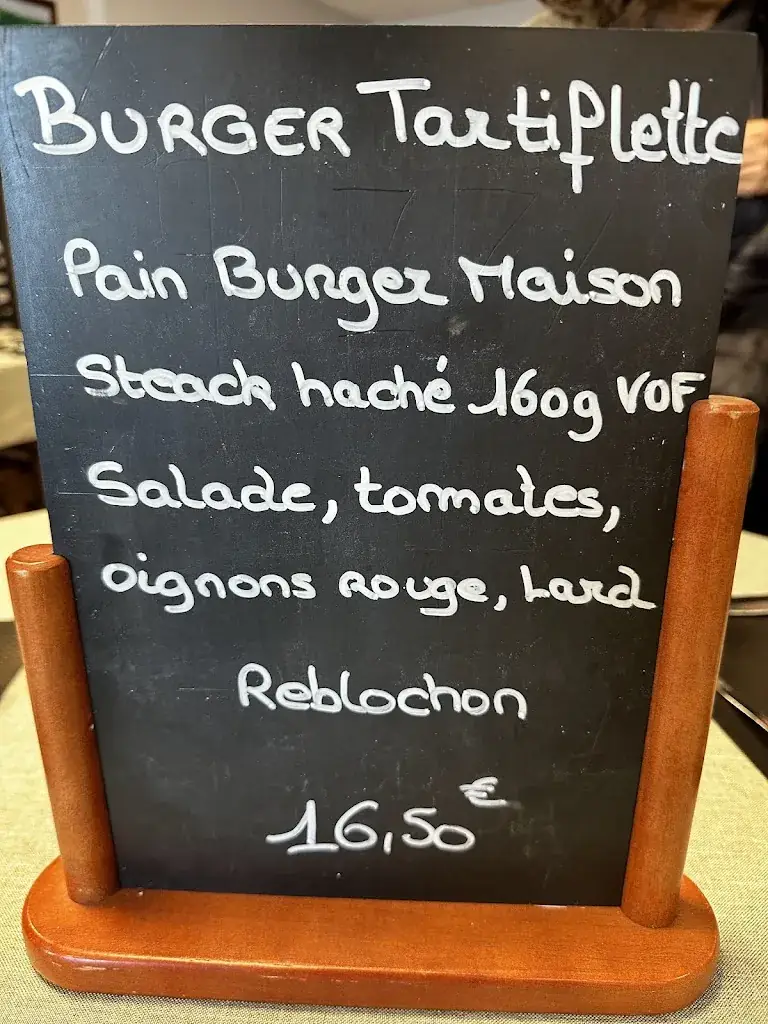 BURGER Tartiflette
Pain Burger Maison
Steack haché 160g VOF
Salade, tomates,
oignons rouge, Lard
Reblochon
16,50€